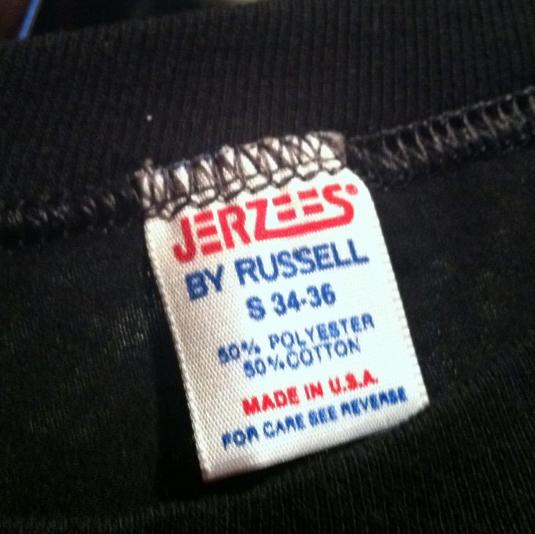 JERZEES
BY RUSSELL
S 34-36
50% POLYESTER
50% COTTON
MADE IN U.S.A.
FOR CARE SEE REVERSE